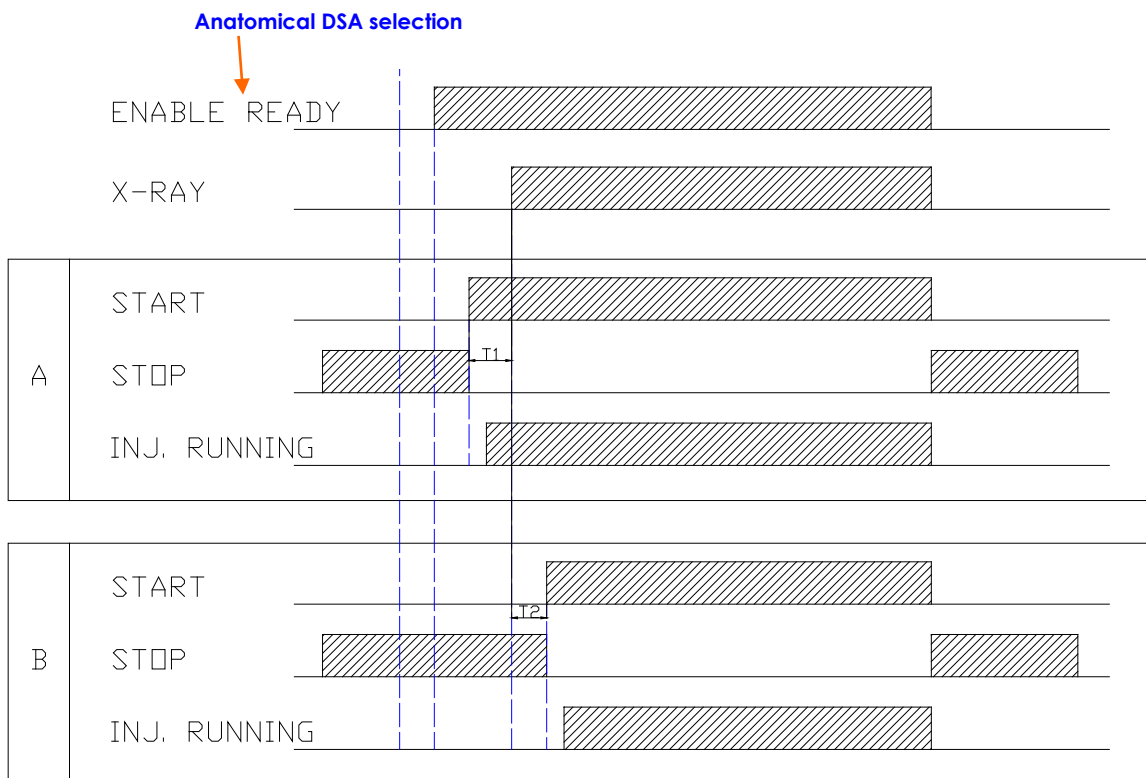 Anatomical DSA selection
ENABLE READY
X-RAY
START
T1
A
STOP
INJ. RUNNING
START
T2
B
STOP
INJ. RUNNING